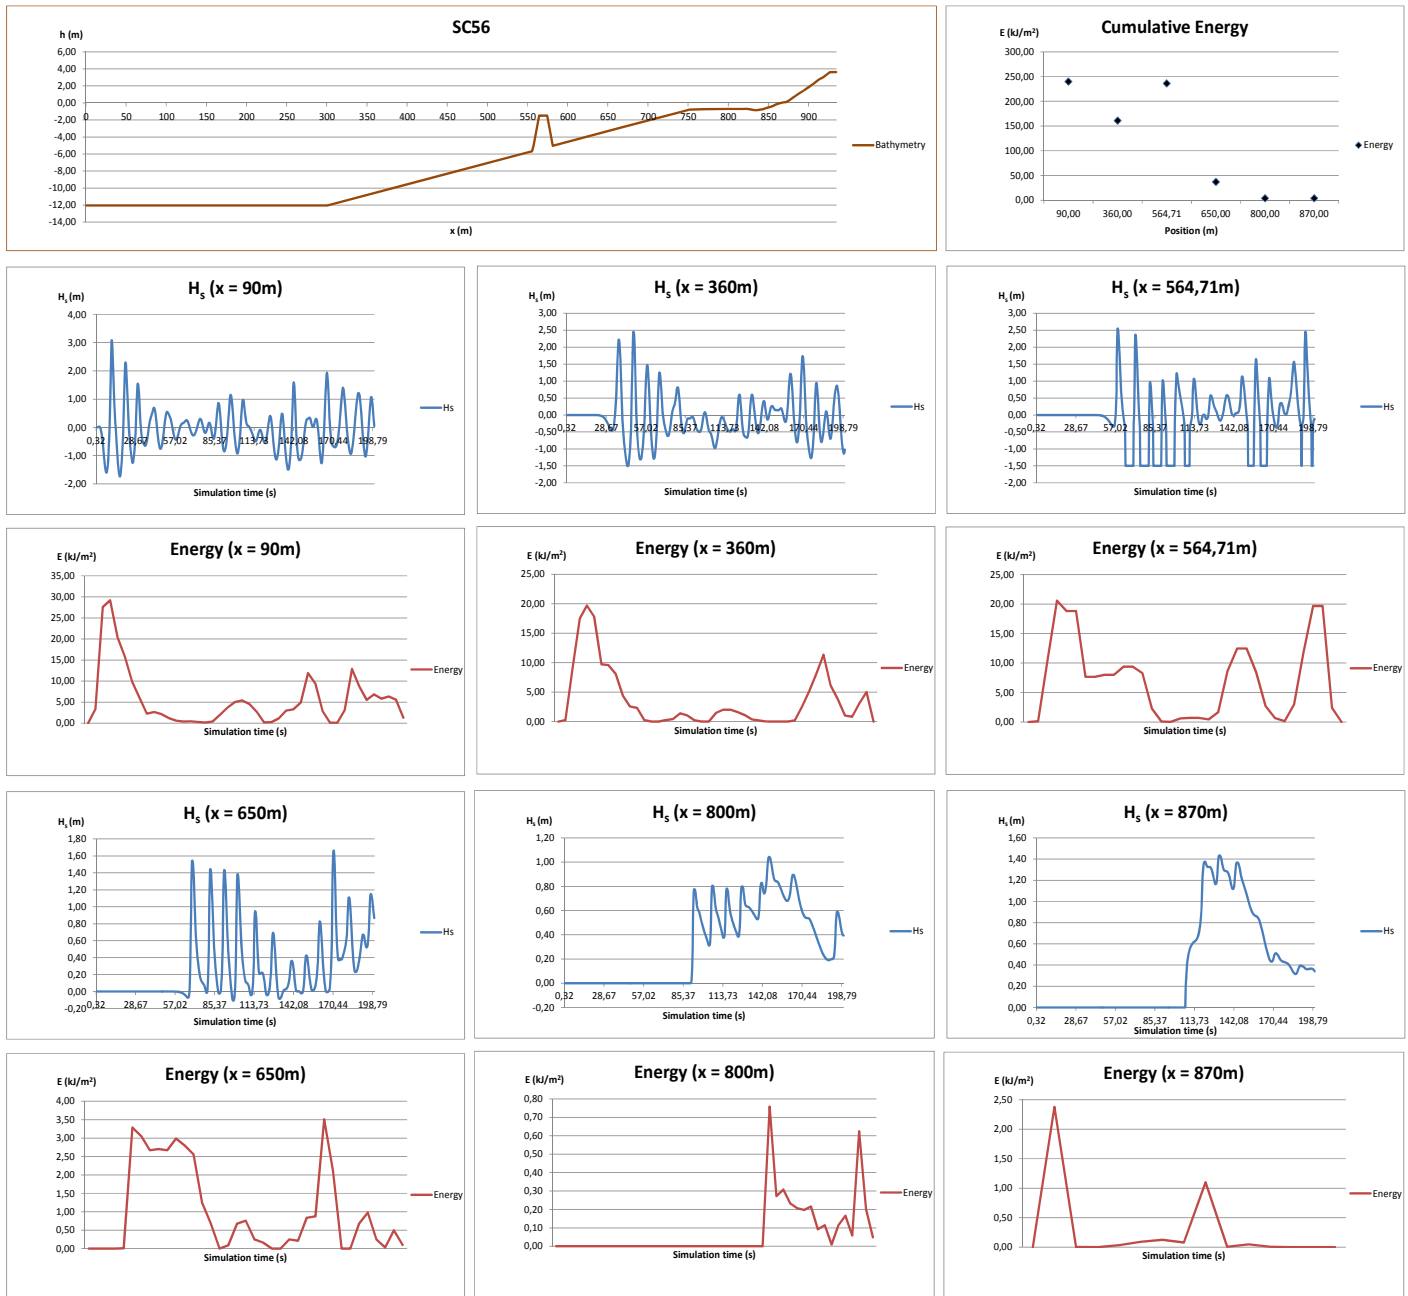 SC56
h (m)
6,00
4,00
2,00
0,00
-2,00
-4,00
-6,00
-8,00
-10,00
-12,00
-14,00
0 50 100 150 200 250 300 350 400 450 500 550 600 650 700 750 800 850 900
x (m)
Bathymetry
Cumulative Energy
E (kJ/m²)
300,00
250,00
200,00
150,00
100,00
50,00
0,00
90,00 360,00 564,71 650,00 800,00 870,00
Position (m)
Energy
Hs (x = 90m)
Hs (m)
4,00
3,00
2,00
1,00
0,00
-1,00
-2,00
0,32 28,67 57,02 85,37 113,73 142,08 170,44 198,79
Simulation time (s)
Hs
Hs (x = 360m)
Hs (m)
3,00
2,50
2,00
1,50
1,00
0,50
0,00
-0,50
-1,00
-1,50
-2,00
0,32 28,67 57,02 85,37 113,73 142,08 170,44 198,79
Simulation time (s)
Hs
Hs (x = 564,71m)
Hs (m)
3,00
2,50
2,00
1,50
1,00
0,50
0,00
-0,50
-1,00
-1,50
-2,00
0,32 28,67 57,02 85,37 113,73 142,08 170,44 198,79
Simulation time (s)
Hs
Energy (x = 90m)
E (kJ/m²)
35,00
30,00
25,00
20,00
15,00
10,00
5,00
0,00
Simulation time (s)
Energy
Energy (x = 360m)
E (kJ/m²)
25,00
20,00
15,00
10,00
5,00
0,00
Simulation time (s)
Energy
Energy (x = 564,71m)
E (kJ/m²)
25,00
20,00
15,00
10,00
5,00
0,00
Simulation time (s)
Energy
Hs (x = 650m)
Hs (m)
1,80
1,60
1,40
1,20
1,00
0,80
0,60
0,40
0,20
0,00
-0,20
0,32 28,67 57,02 85,37 113,73 142,08 170,44 198,79
Simulation time (s)
Hs
Hs (x = 800m)
Hs (m)
1,20
1,00
0,80
0,60
0,40
0,20
0,00
-0,20
0,32 28,67 57,02 85,37 113,73 142,08 170,44 198,79
Simulation time (s)
Hs
Hs (x = 870m)
Hs (m)
1,60
1,40
1,20
1,00
0,80
0,60
0,40
0,20
0,00
0,32 28,67 57,02 85,37 113,73 142,08 170,44 198,79
Simulation time (s)
Hs
Energy (x = 650m)
E (kJ/m²)
4,00
3,50
3,00
2,50
2,00
1,50
1,00
0,50
0,00
Simulation time (s)
Energy
Energy (x = 800m)
E (kJ/m²)
0,80
0,70
0,60
0,50
0,40
0,30
0,20
0,10
0,00
Simulation time (s)
Energy
Energy (x = 870m)
E (kJ/m²)
2,50
2,00
1,50
1,00
0,50
0,00
Simulation time (s)
Energy